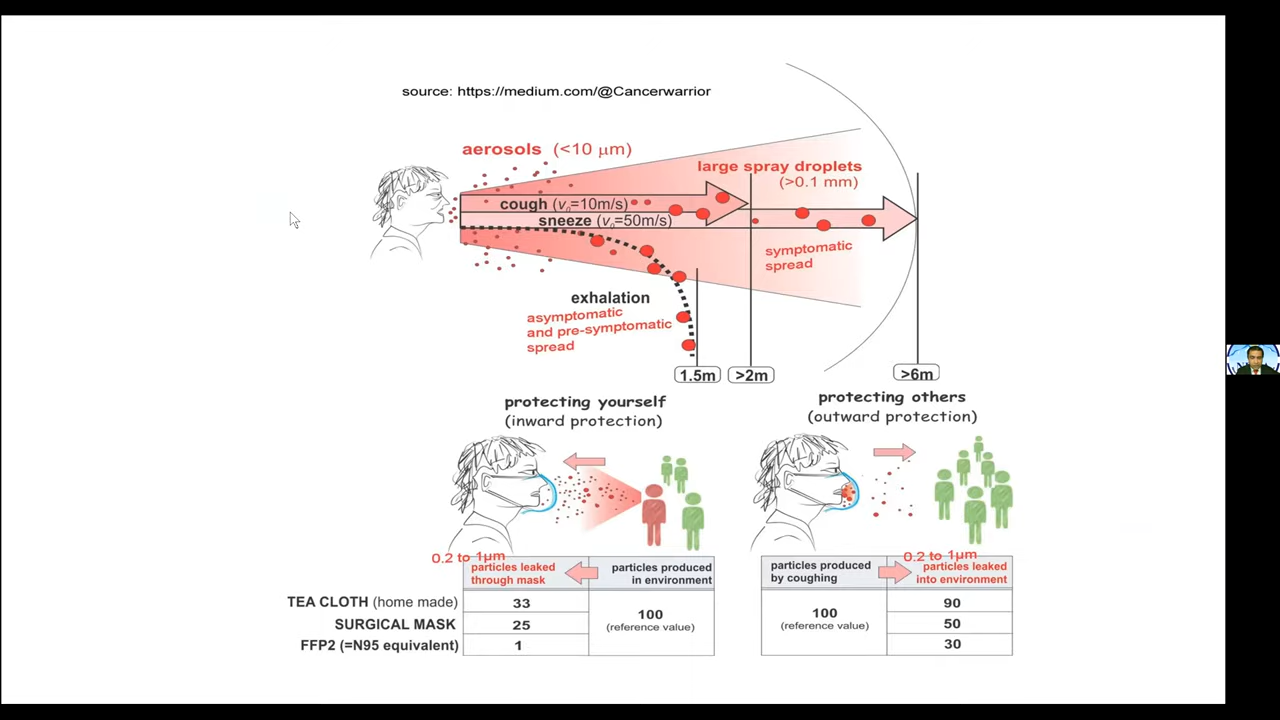 source: https://medium.com/@Cancerwarrior
aerosols (<10 μm)
large spray droplets
(>0.1 mm)
cough (v₀=10m/s)
sneeze (v₀=50m/s)
symptomatic
spread
exhalation
asymptomatic
and pre-symptomatic
spread
1.5m
>2m
>6m
protecting yourself
(inward protection)
protecting others
(outward protection)
0.2 to 1μm
particles leaked
through mask
particles produced
in environment
particles produced
by coughing
0.2 to 1μm
particles leaked
into environment
TEA CLOTH (home made) 33
SURGICAL MASK 25
FFP2 (=N95 equivalent) 1
100
(reference value)
100
(reference value)
90
50
30